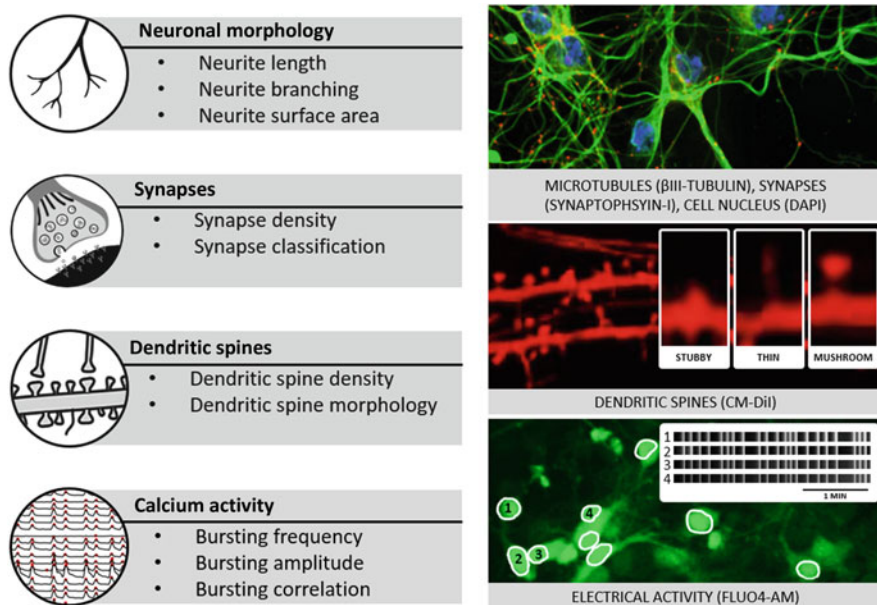 Neuronal morphology
• Neurite length
• Neurite branching
• Neurite surface area
Synapses
• Synapse density
• Synapse classification
Dendritic spines
• Dendritic spine density
• Dendritic spine morphology
Calcium activity
• Bursting frequency
• Bursting amplitude
• Bursting correlation
MICROTUBULES (βIII-TUBULIN), SYNAPSES
(SYNAPTOPHSYIN-I), CELL NUCLEUS (DAPI)
STUBBY
THIN
MUSHROOM
DENDRITIC SPINES (CM-DiI)
1
2
3
4
1 MIN
1
4
2
3
ELECTRICAL ACTIVITY (FLUO4-AM)